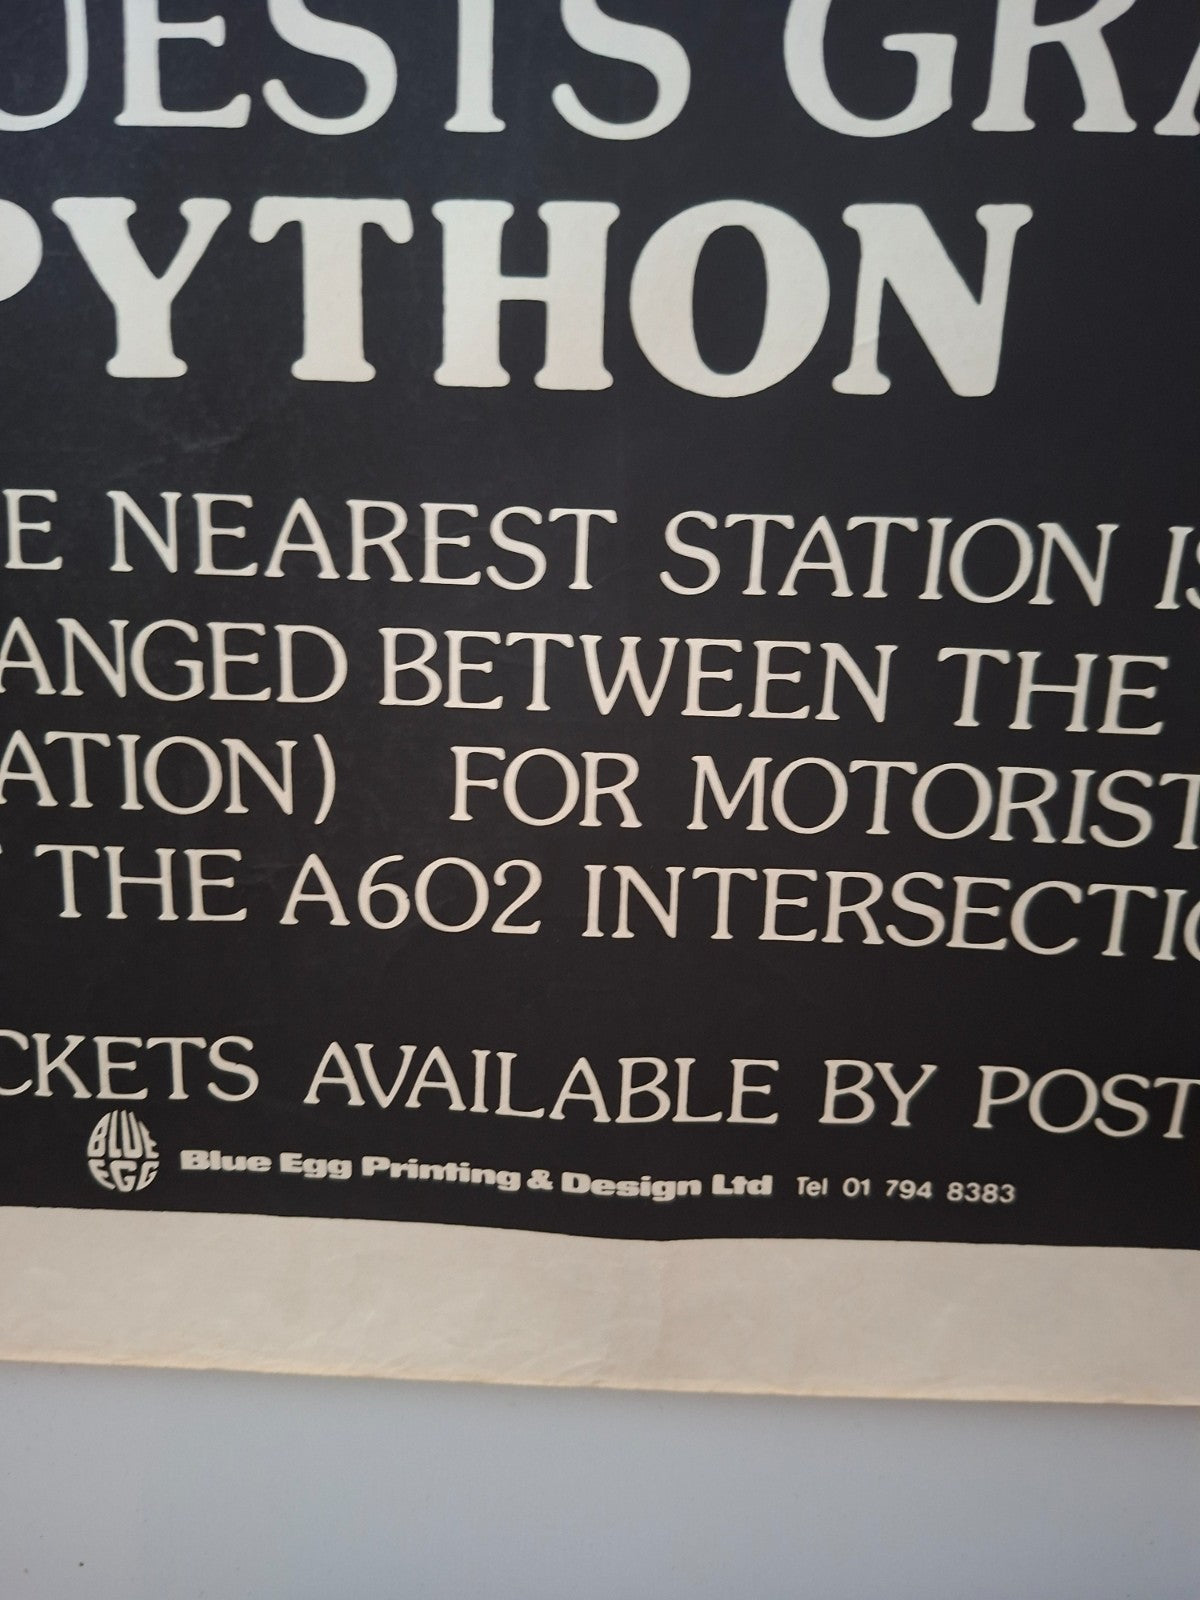 UESTS GRA
PYTHON
E NEAREST STATION IS
ANGED BETWEEN THE
ATION) FOR MOTORIST
THE A602 INTERSECTIO
CKETS AVAILABLE BY POST
BLUE EGG Blue Egg Printing & Design Ltd Tel 01 794 8383